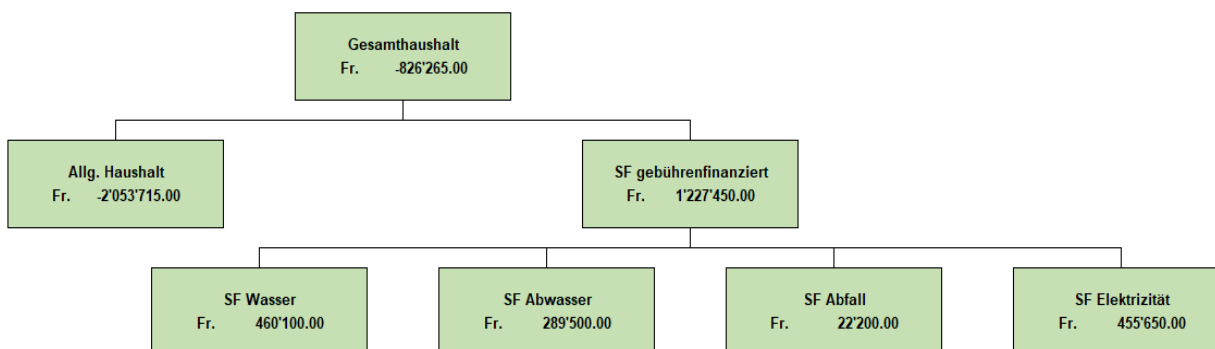 Gesamthaushalt
Fr. -826'265.00
Allg. Haushalt
Fr. -2'053'715.00
SF gebührenfinanziert
Fr. 1'227'450.00
SF Wasser
Fr. 460'100.00
SF Abwasser
Fr. 289'500.00
SF Abfall
Fr. 22'200.00
SF Elektrizität
Fr. 455'650.00